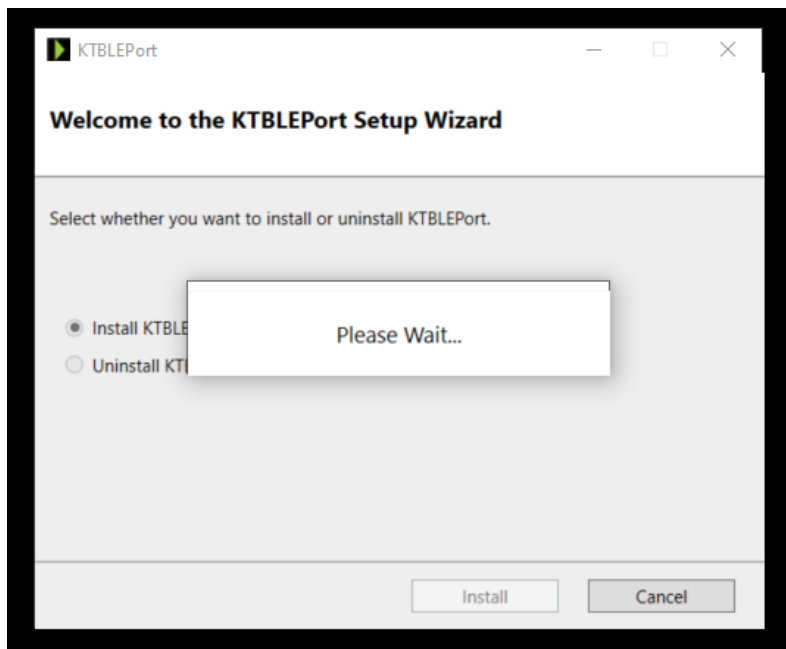 KTBLEPort
Welcome to the KTBLEPort Setup Wizard
Select whether you want to install or uninstall KTBLEPort.
Install KTBLE
Please Wait...
Uninstall KTB
Install
Cancel